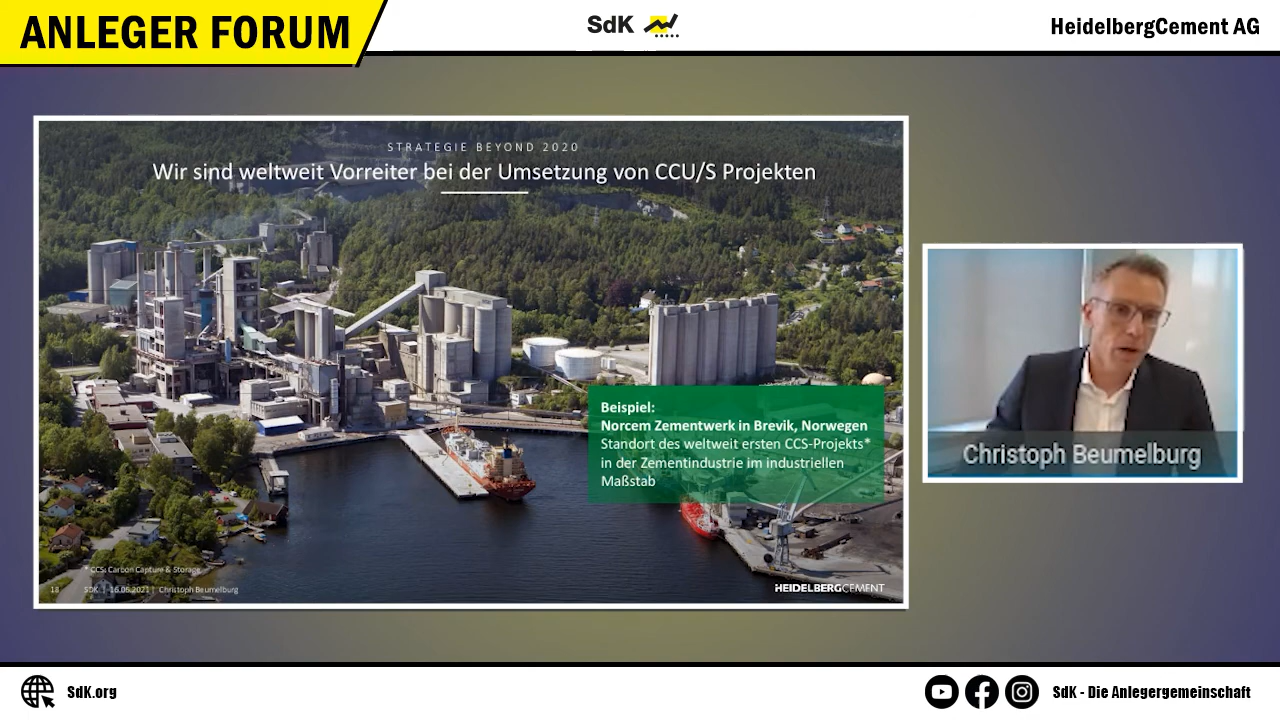 ANLEGER FORUM
SdK
HeidelbergCement AG
STRATEGIE BEYOND 2020
Wir sind weltweit Vorreiter bei der Umsetzung von CCU/S Projekten
Beispiel:
Norcem Zementwerk in Brevik, Norwegen
Standort des weltweit ersten CCS-Projekts*
in der Zementindustrie im industriellen
Maßstab
Christoph Beumelburg
* CCS: Carbon Capture & Storage
18 SDK | 16.06.2021 | Christoph Beumelburg
HEIDELBERGCEMENT
SdK.org
SdK - Die Anlegergemeinschaft